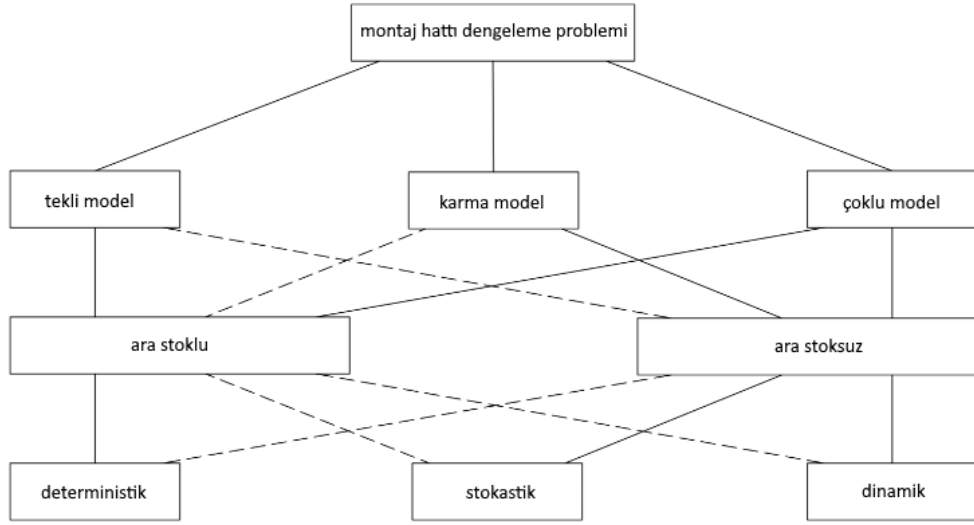 montaj hattı dengeleme problemi
tekli model
karma model
çoklu model
ara stoklu
ara stoksuz
deterministik
stokastik
dinamik